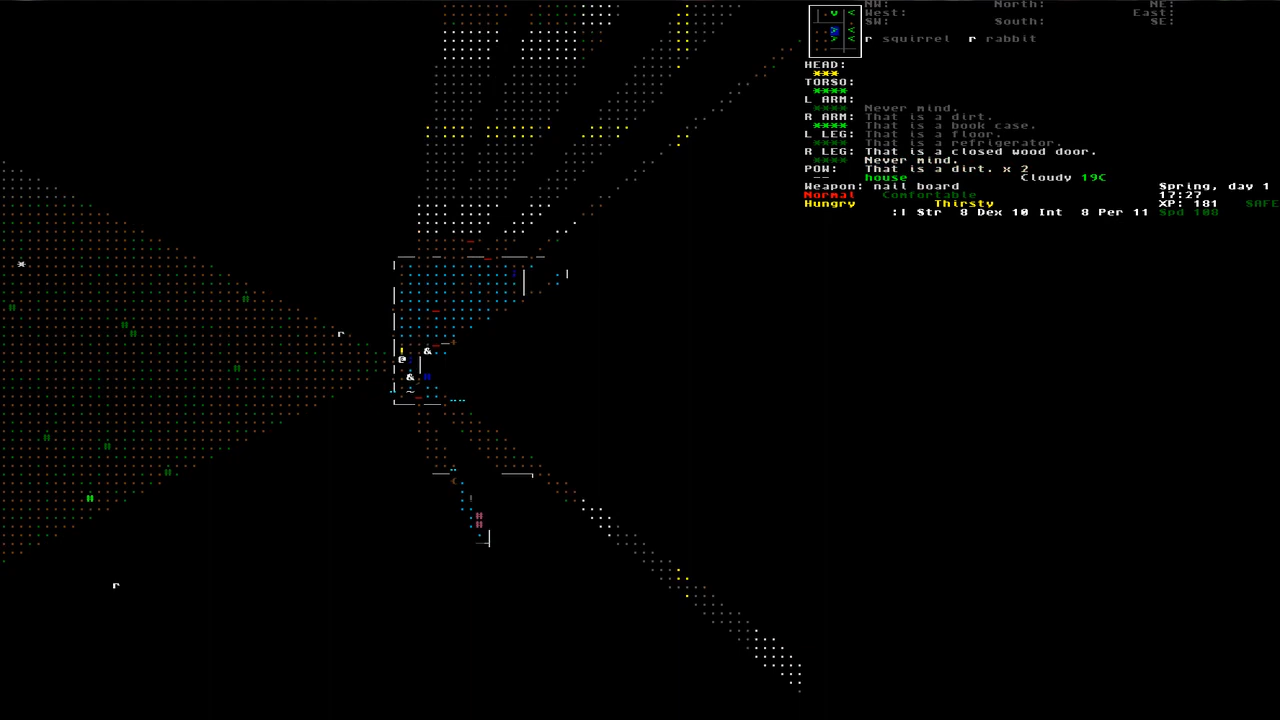 NW: North: NE:
West: East:
SW: South: SE:
r squirrel r rabbit
HEAD:
***
TORSO:
****
L ARM:
**** Never mind.
R ARM: That is a dirt.
**** That is a book case.
L LEG: That is a floor.
**** That is a refrigerator.
R LEG: That is a closed wood door.
**** Never mind.
POW: That is a dirt. x 2
-- house Cloudy 19C
Weapon: nail board Spring, day 1
Normal Comfortable 17:27
Hungry Thirsty XP: 181 SAFE
:| Str 8 Dex 10 Int 8 Per 11 Spd 108